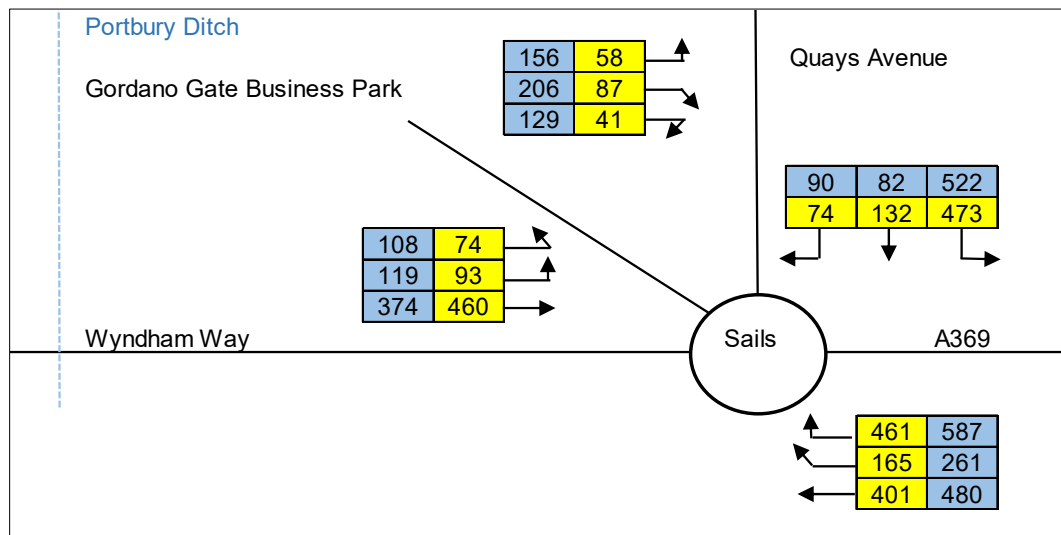 Portbury Ditch
Gordano Gate Business Park
156 58
206 87
129 41
Quays Avenue
90 82 522
74 132 473
108 74
119 93
374 460
Wyndham Way
Sails
A369
461 587
165 261
401 480